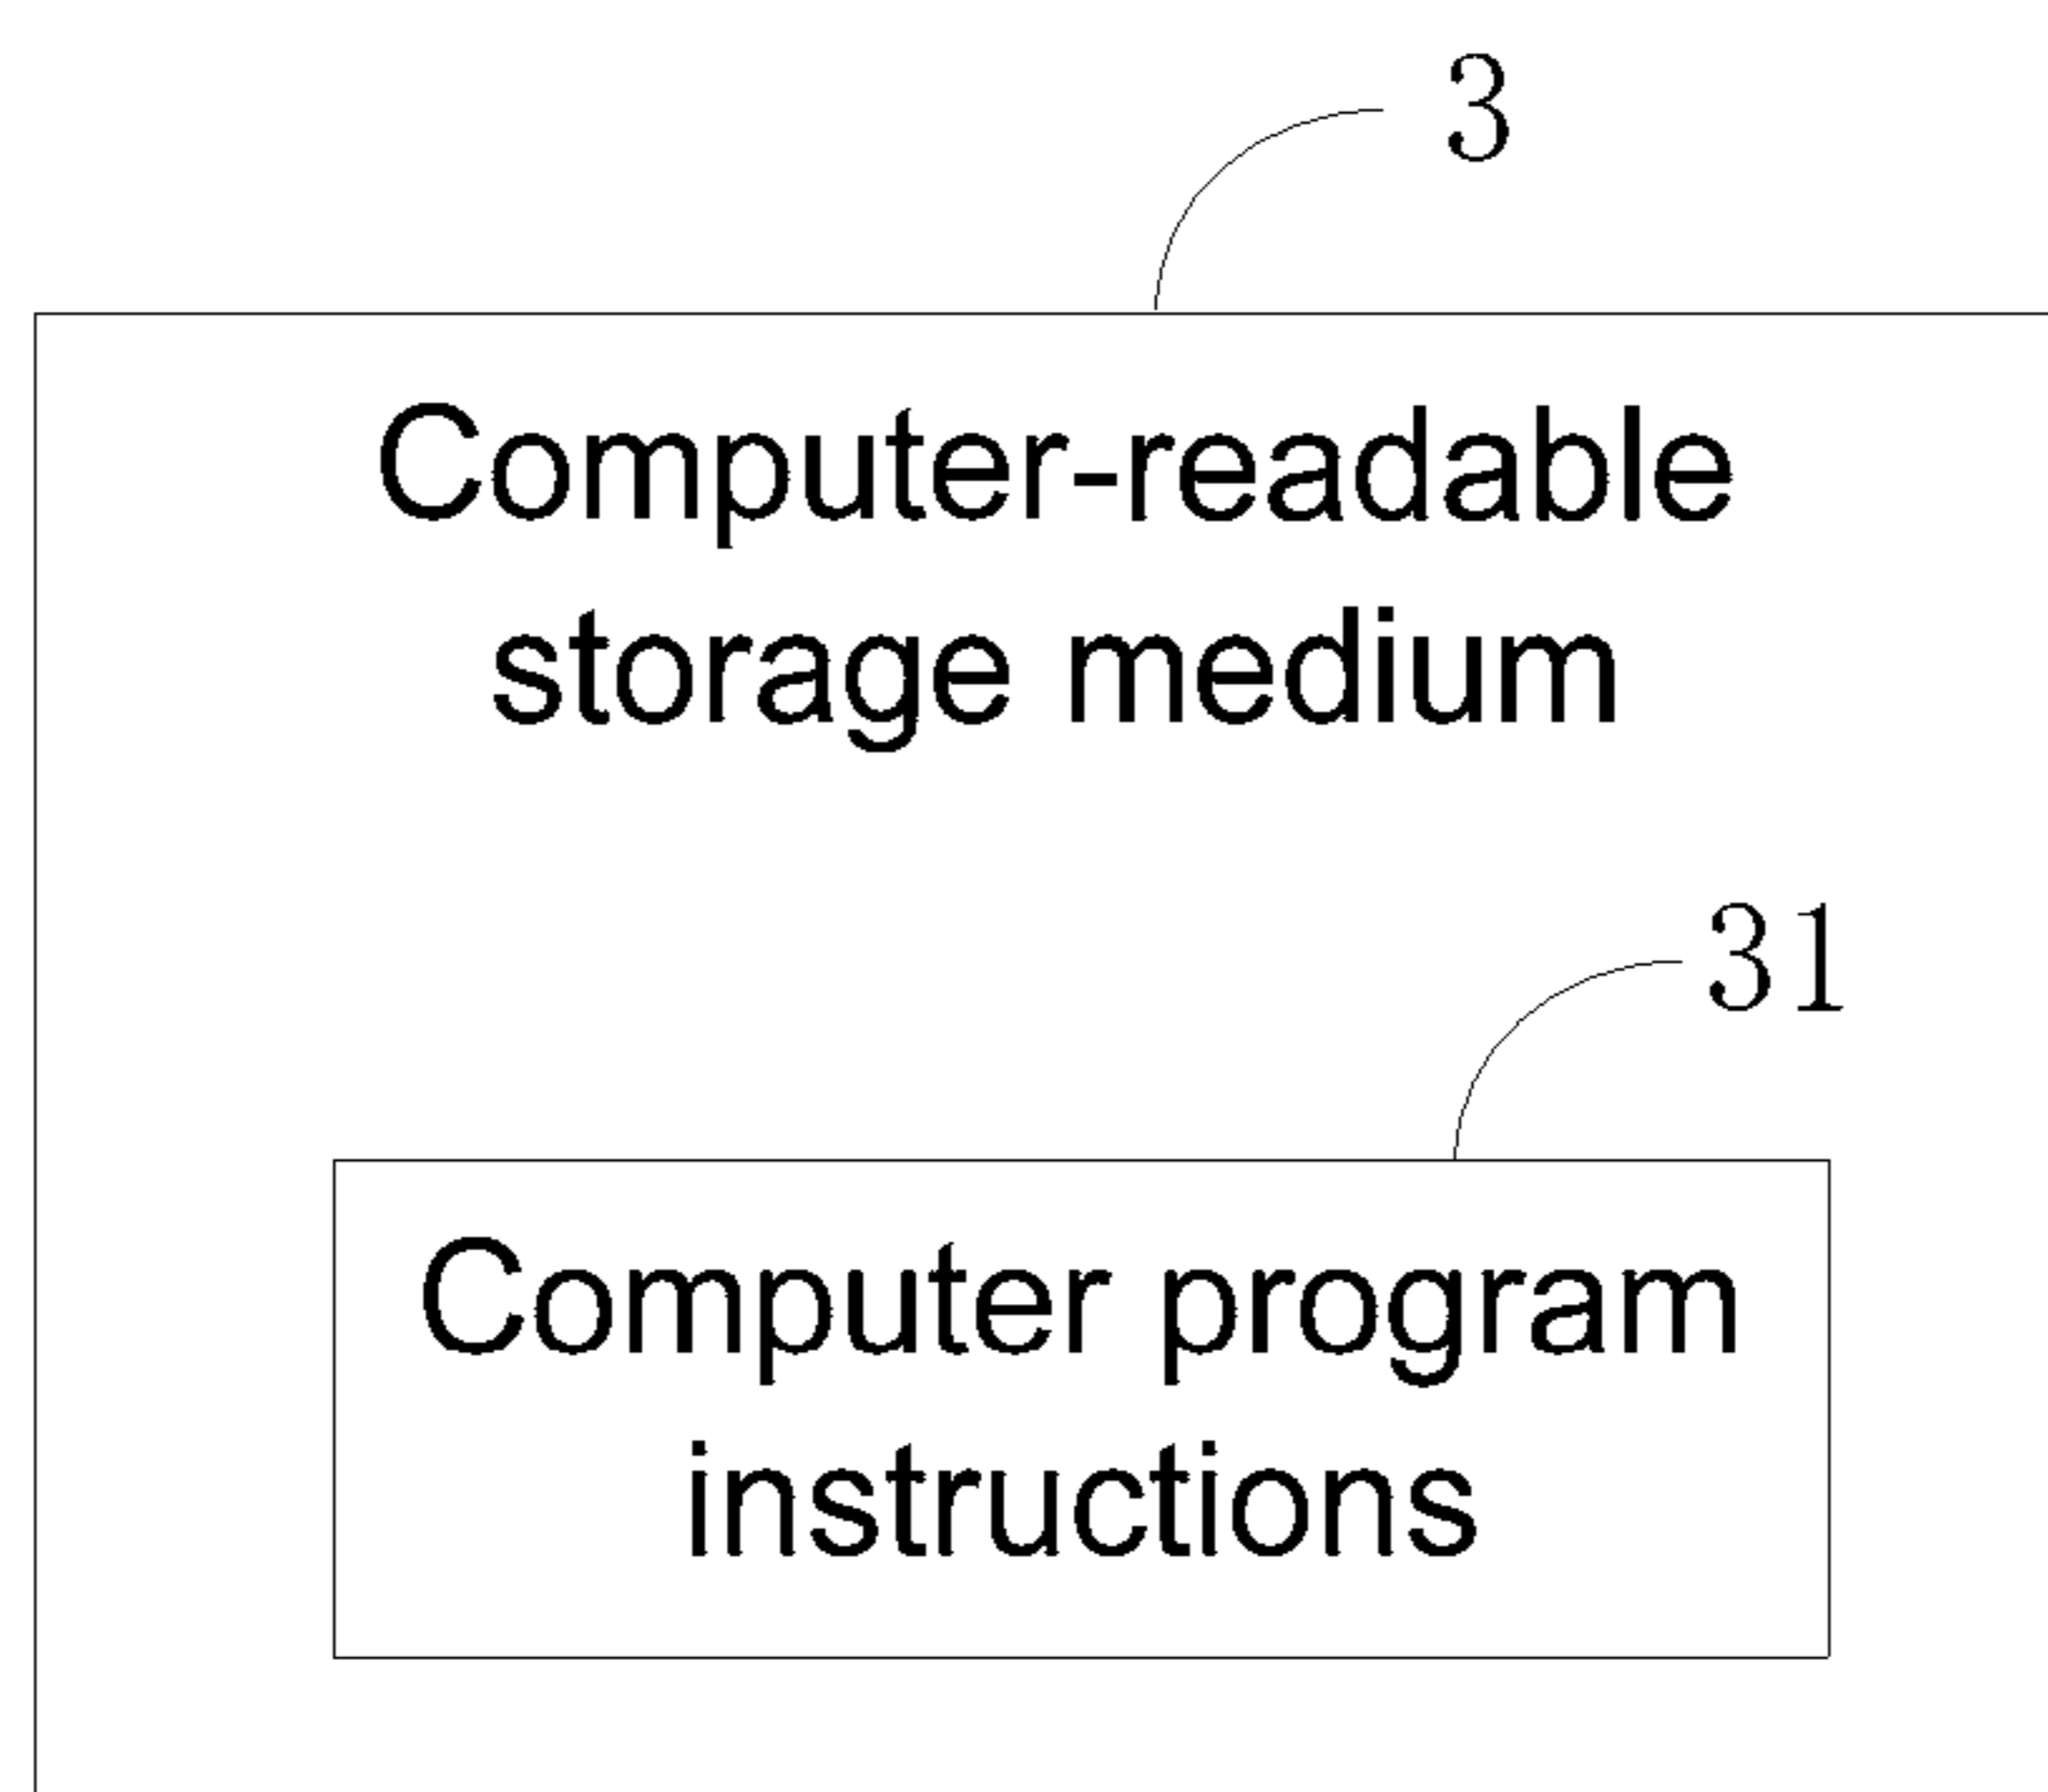 3
Computer-readable
storage medium
31
Computer program
instructions